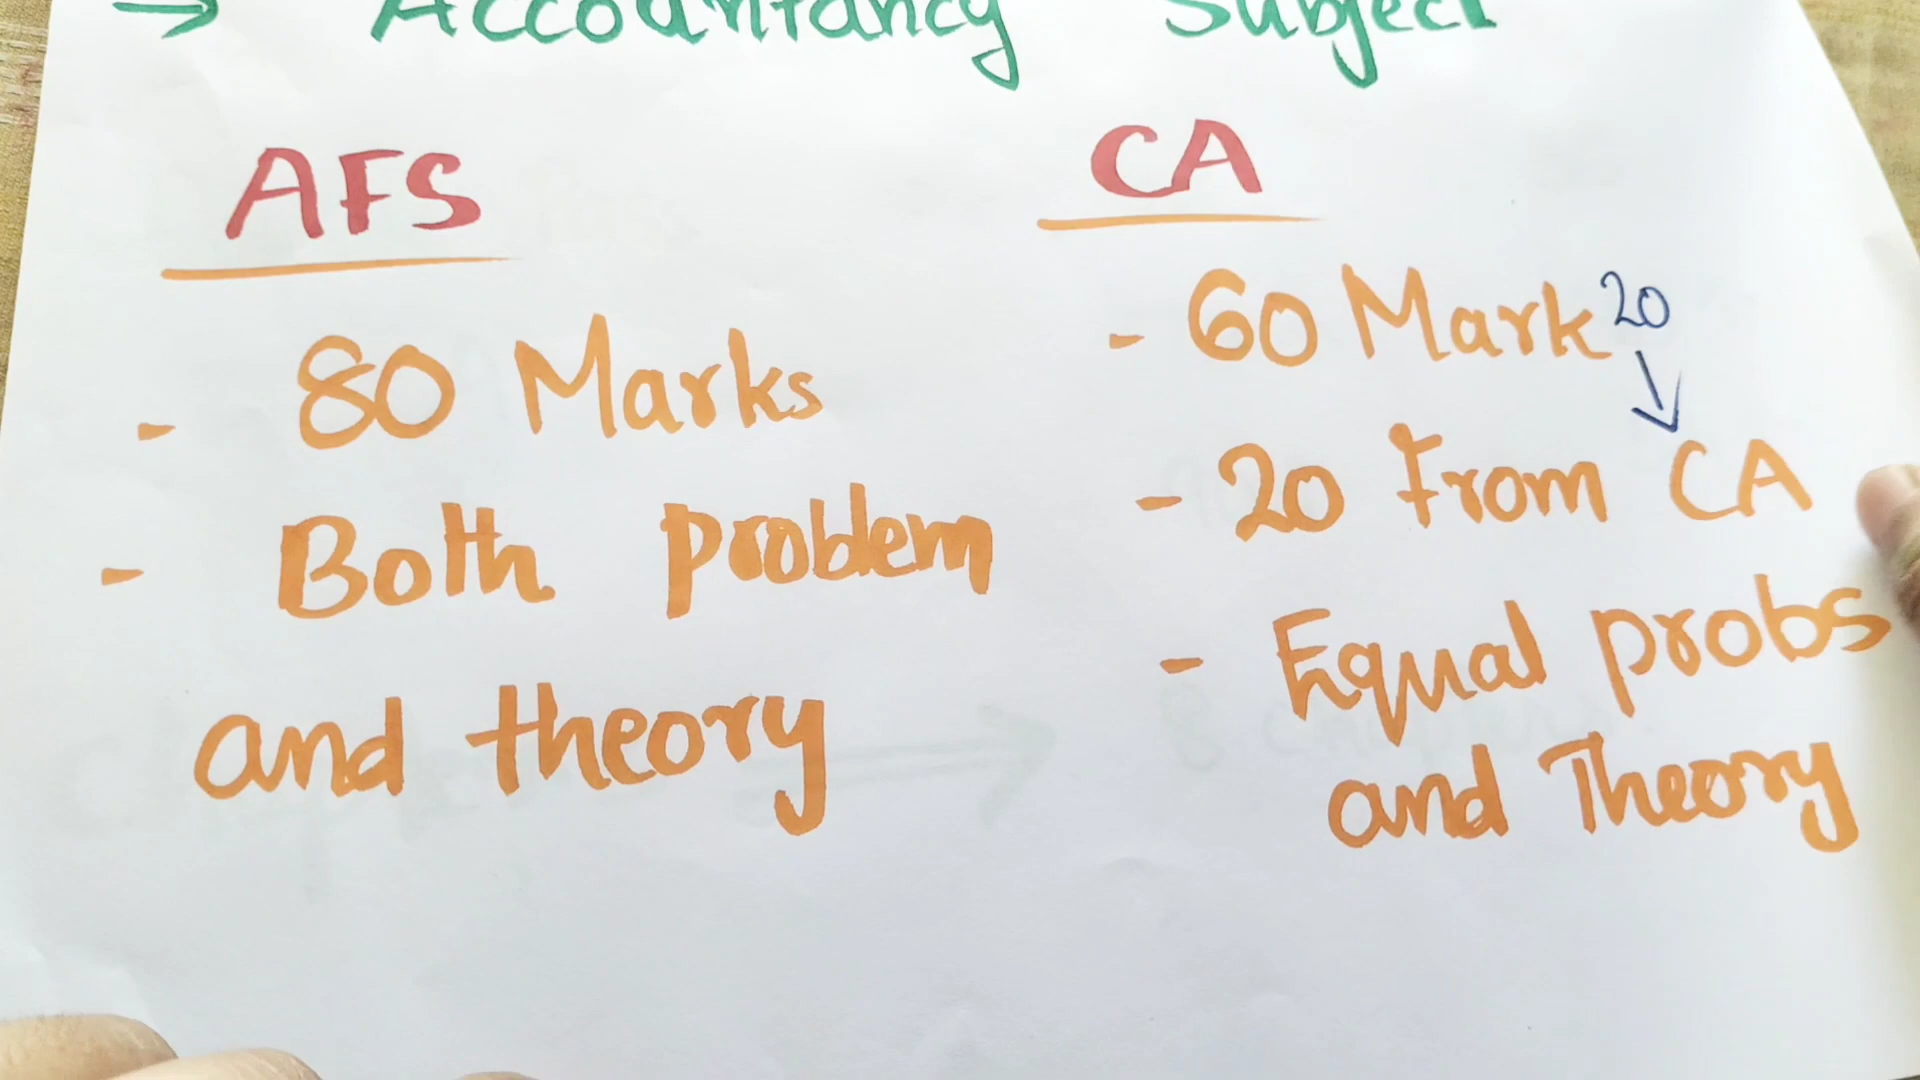 → Accountancy Subject
AFS
- 80 Marks
- Both problem
and theory
CA
- 60 Mark 20
↓
- 20 From CA
- Equal probs
and Theory